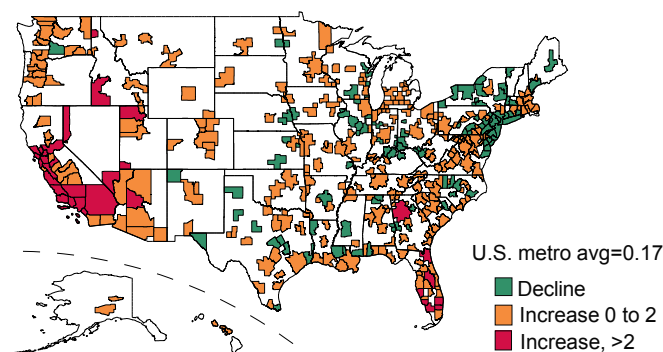 U.S. metro avg=0.17
Decline
Increase 0 to 2
Increase, >2